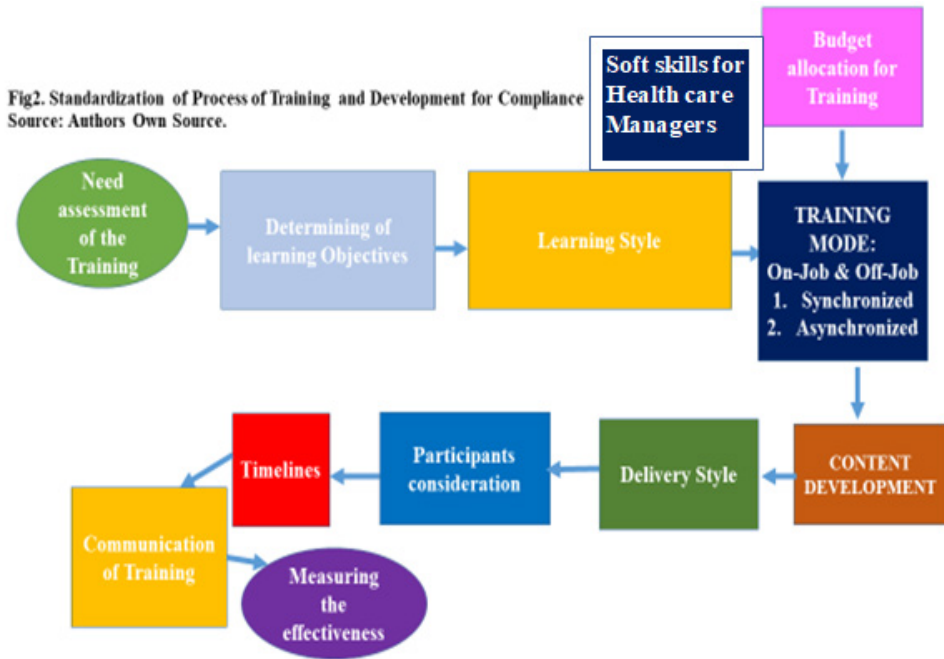 Fig2. Standardization of Process of Training and Development for Compliance
Source: Authors Own Source.
Soft skills for
Health care
Managers
Budget
allocation for
Training
Need
assessment
of the
Training
Determining of
learning Objectives
Learning Style
TRAINING
MODE:
On-Job & Off-Job
1. Synchronized
2. Asynchronized
CONTENT
DEVELOPMENT
Delivery Style
Participants
consideration
Timelines
Communication
of Training
Measuring
the
effectiveness